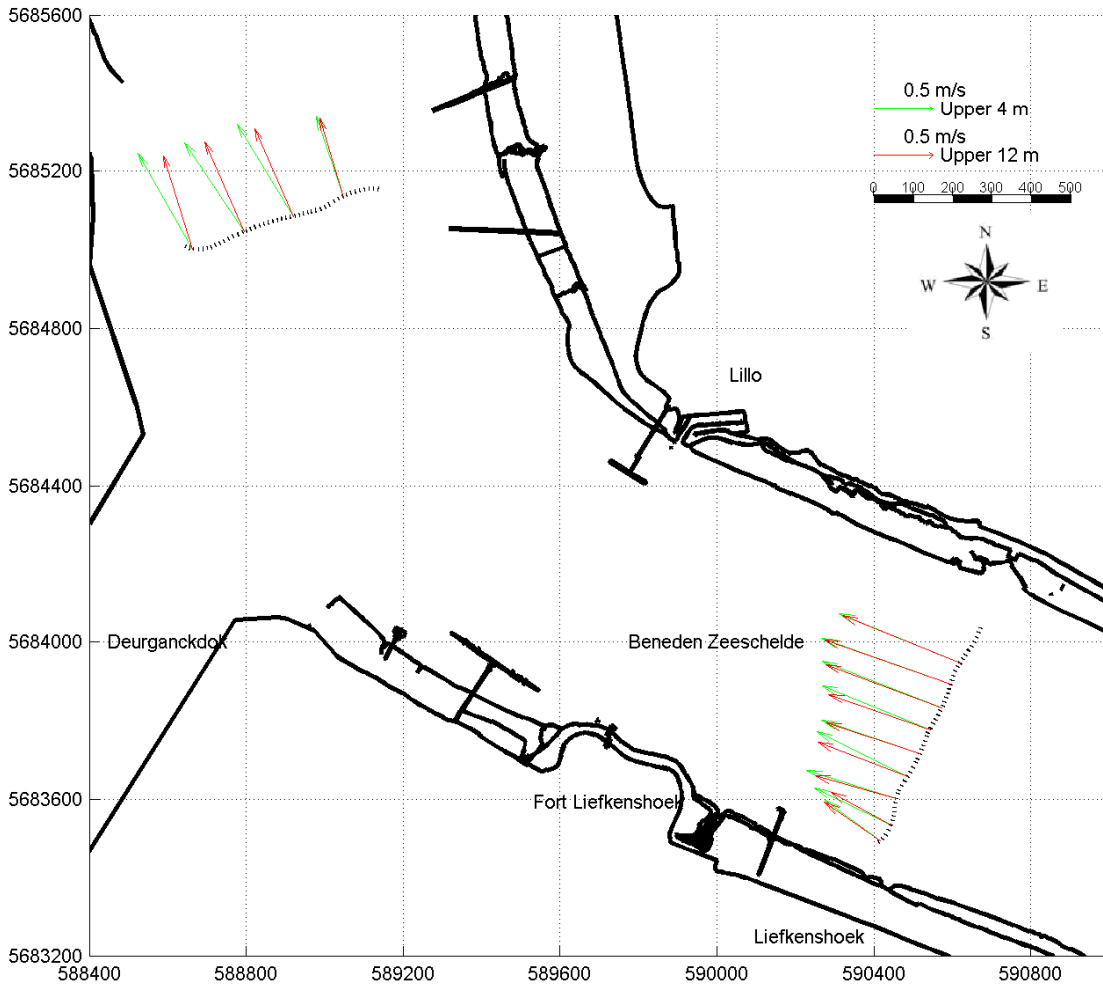 5685600
5685200
5684800
5684400
5684000
5683600
5683200
588400
588800
589200
589600
590000
590400
590800
0.5 m/s
Upper 4 m
0.5 m/s
Upper 12 m
0 100 200 300 400 500
N
W E
S
Lillo
Deurganckdok
Beneden Zeeschelde
Fort Liefkenshoek
Liefkenshoek